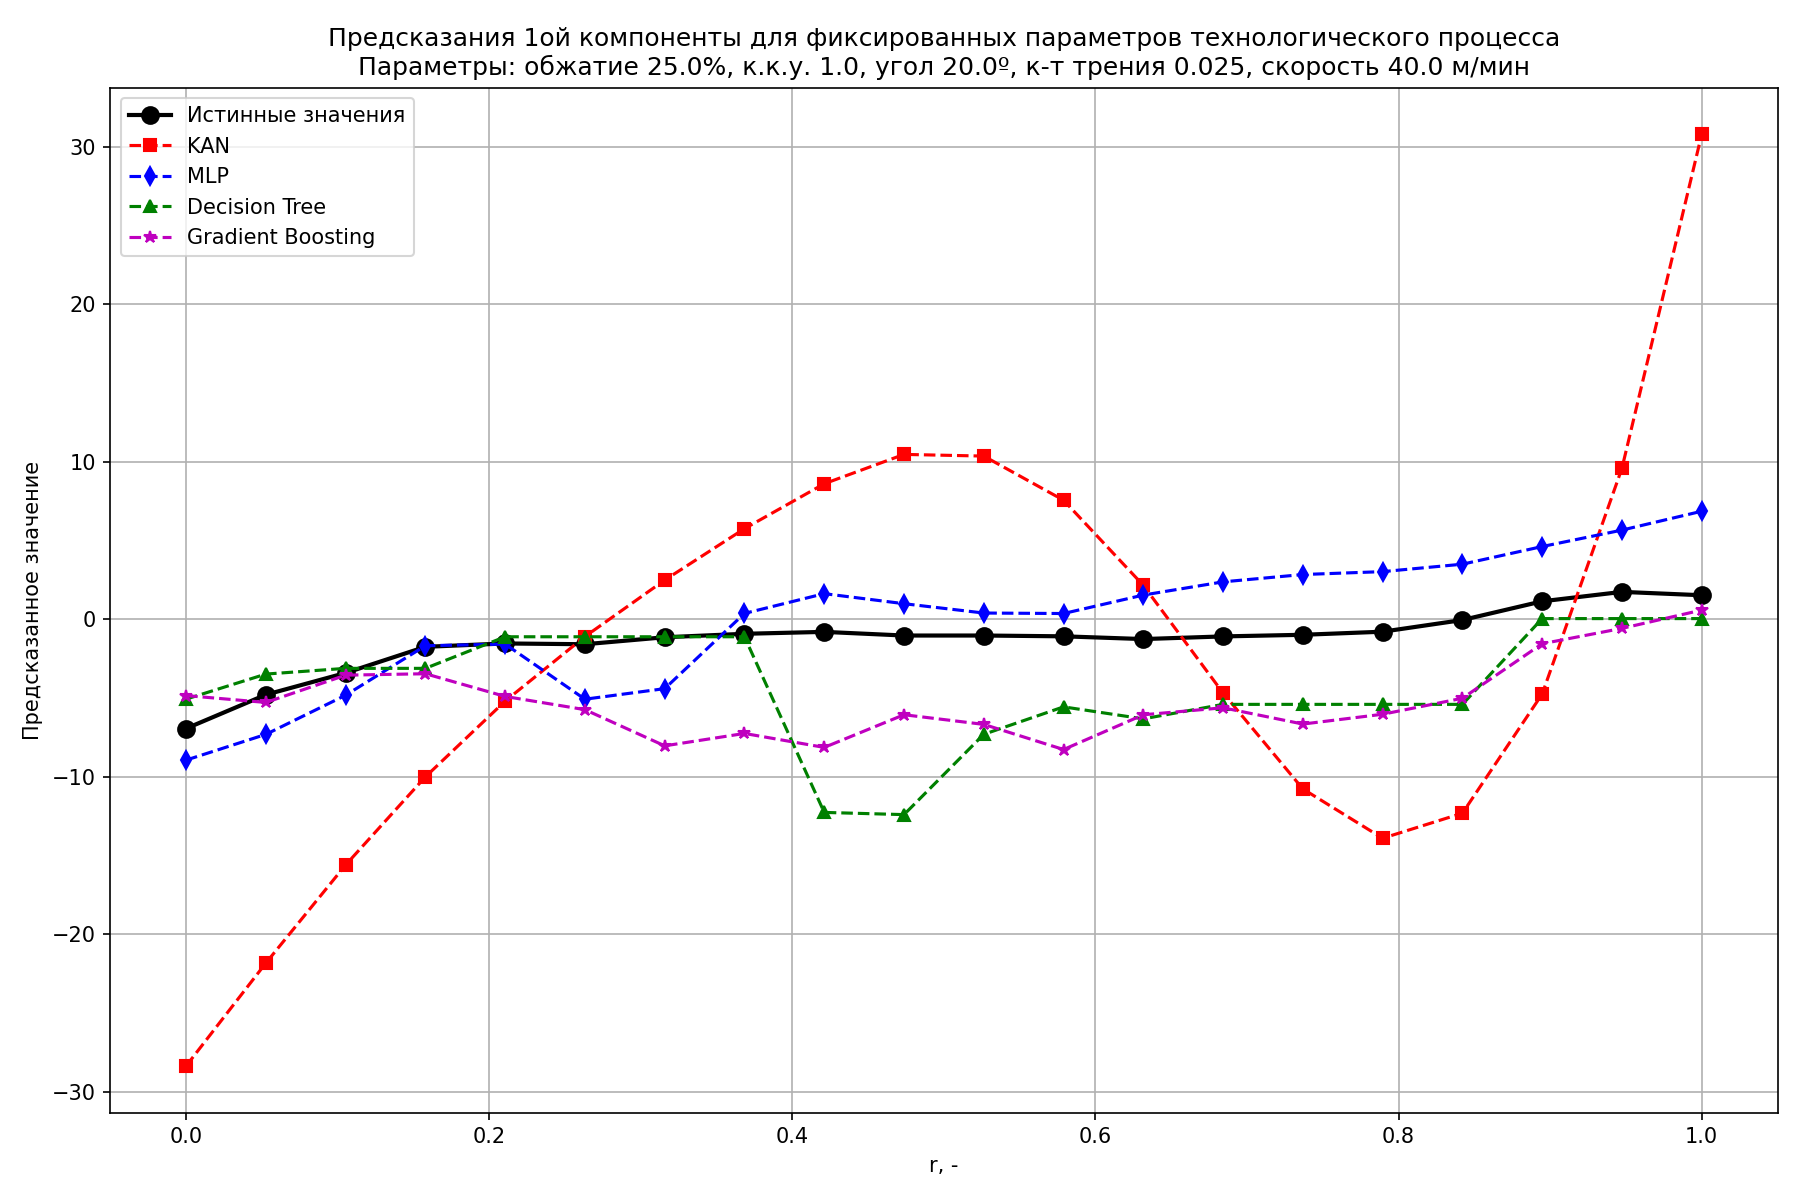 Предсказания 1ой компоненты для фиксированных параметров технологического процесса
Параметры: обжатие 25.0%, к.к.у. 1.0, угол 20.0º, к-т трения 0.025, скорость 40.0 м/мин
Истинные значения
KAN
MLP
Decision Tree
Gradient Boosting
Предсказанное значение
30
20
10
0
−10
−20
−30
0.0
0.2
0.4
0.6
0.8
1.0
r, -